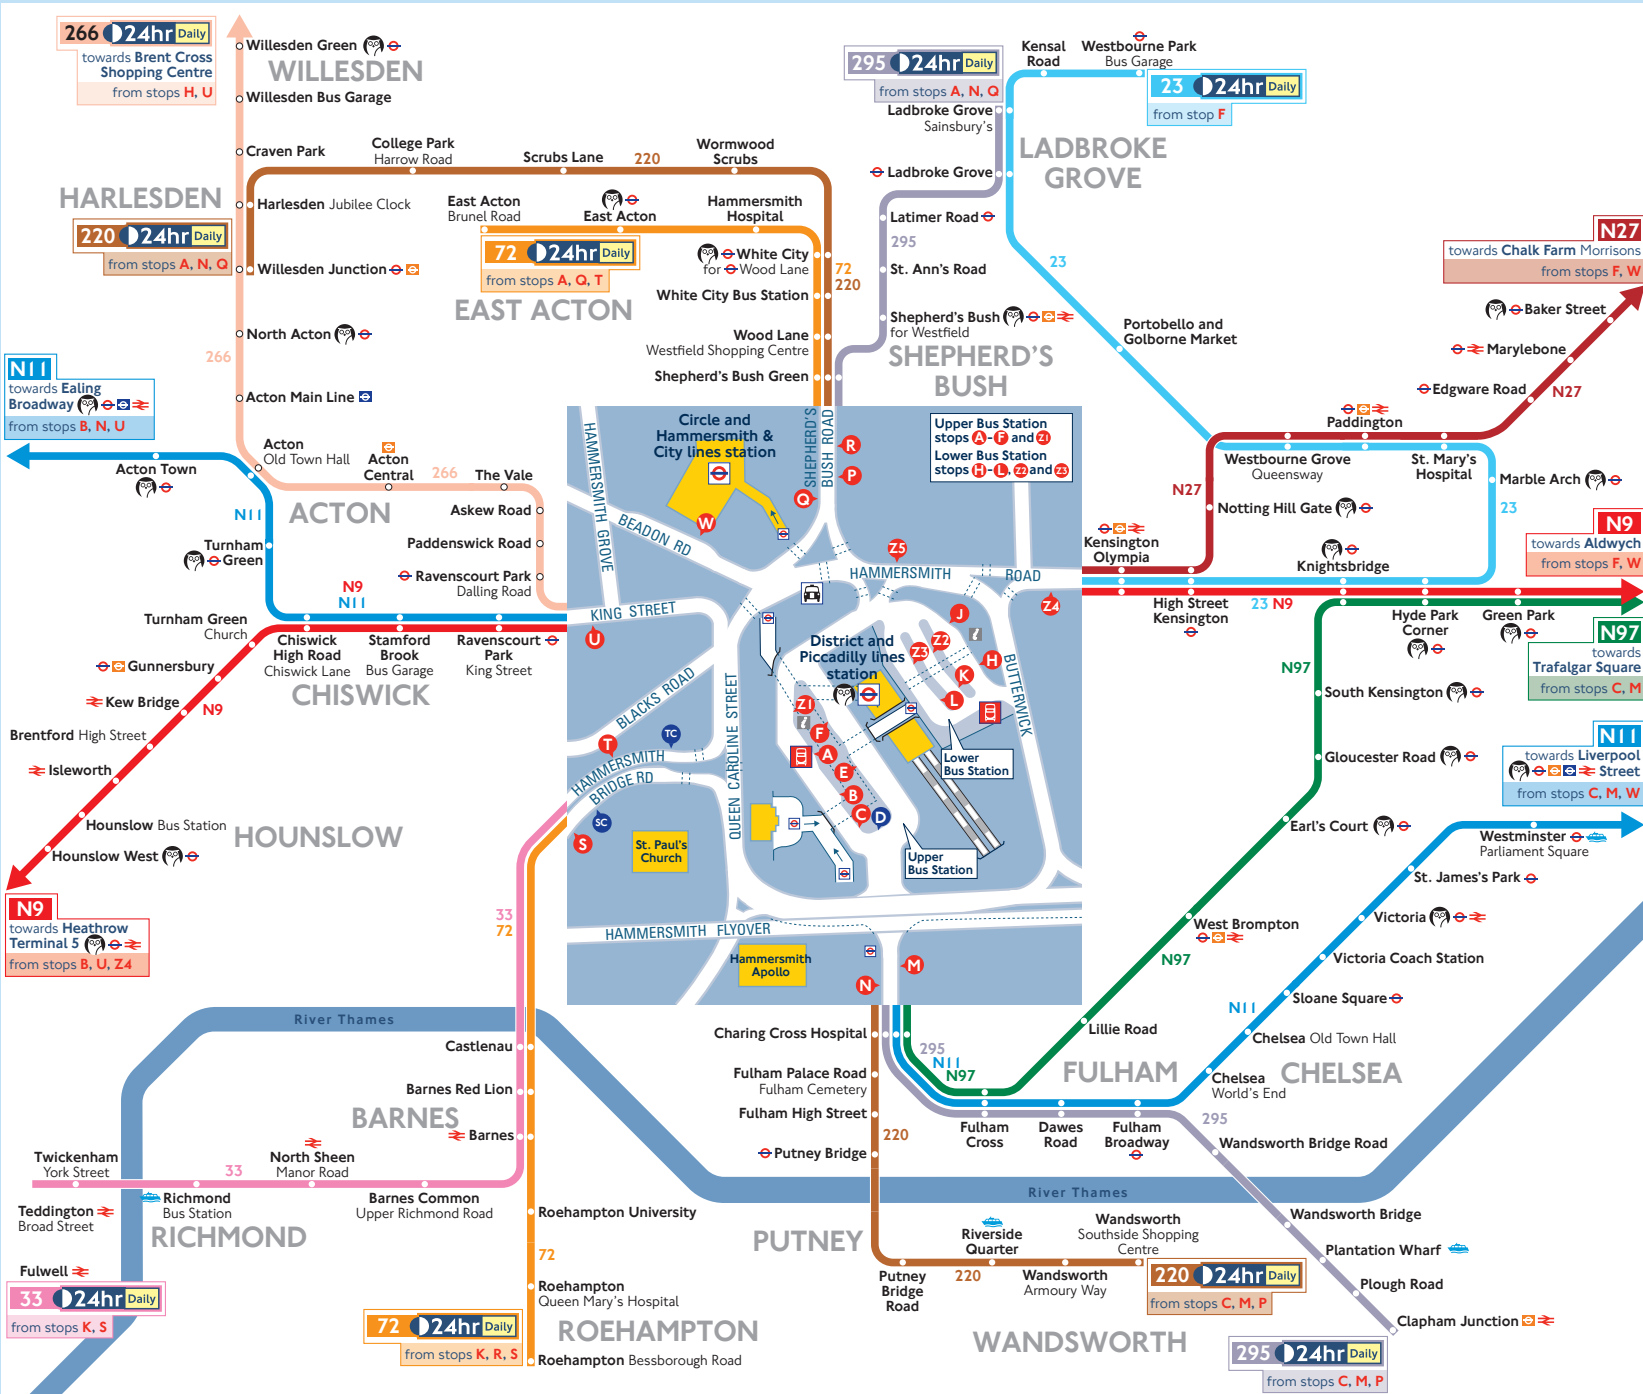 266 24hr Daily
towards Brent Cross
Shopping Centre
from stops H, U
Willesden Green
WILLESDEN
Willesden Bus Garage
Craven Park
HARLESDEN
Harlesden Jubilee Clock
220 24hr Daily
from stops A, N, Q
Willesden Junction
North Acton
266
Acton Main Line
College Park
Harrow Road
Scrubs Lane
220
Wormwood
Scrubs
East Acton
Brunel Road
East Acton
Hammersmith
Hospital
72 24hr Daily
from stops A, Q, T
EAST ACTON
White City
for Wood Lane
72
220
White City Bus Station
Wood Lane
Westfield Shopping Centre
Shepherd's Bush Green
295 24hr Daily
from stops A, N, Q
Ladbroke Grove
Sainsbury's
Ladbroke Grove
Latimer Road
295
St. Ann's Road
Shepherd's Bush
for Westfield
SHEPHERD'S
BUSH
Kensal
Road
Westbourne Park
Bus Garage
23 24hr Daily
from stop F
LADBROKE
GROVE
23
Portobello and
Golborne Market
N27
towards Chalk Farm Morrisons
from stops F, W
Baker Street
Marylebone
Edgware Road
N27
Paddington
Westbourne Grove
Queensway
St. Mary's
Hospital
Marble Arch
N27
Notting Hill Gate
23
Kensington
Olympia
Knightsbridge
N9
towards Aldwych
from stops F, W
High Street
Kensington
23 N9
Hyde Park
Corner
Green Park
N97
towards
Trafalgar Square
from stops C, M
N97
South Kensington
Gloucester Road
N11
towards Liverpool
Street
from stops C, M, W
Earl's Court
Westminster
Parliament Square
St. James's Park
West Brompton
Victoria
N97
Victoria Coach Station
Sloane Square
N11
Lillie Road
Chelsea Old Town Hall
FULHAM
CHELSEA
Chelsea
World's End
N11
towards Ealing
Broadway
from stops B, N, U
Acton Town
Acton
Old Town Hall
Acton
Central
266
The Vale
ACTON
Askew Road
N11
Paddenswick Road
Turnham
Green
Ravenscourt Park
Dalling Road
N9
N11
Turnham Green
Church
Chiswick
High Road
Chiswick Lane
Stamford
Brook
Bus Garage
Ravenscourt
Park
King Street
CHISWICK
Gunnersbury
Kew Bridge
N9
Brentford High Street
Isleworth
Hounslow Bus Station
HOUNSLOW
Hounslow West
N9
towards Heathrow
Terminal 5
from stops B, U, Z4
33
72
Circle and
Hammersmith &
City lines station
SHEPHERD'S
BUSH ROAD
R
P
Q
W
Upper Bus Station
stops A-F and Z1
Lower Bus Station
stops H-L, Z2 and Z3
HAMMERSMITH GROVE
BEADON RD
Z5
HAMMERSMITH ROAD
Z4
KING STREET
U
J
District and
Piccadilly lines
station
Z2
Z3
H
K
L
BUTTERWICK
BLACKS ROAD
QUEEN CAROLINE STREET
Z1
F
A
E
B
C
D
TC
T
HAMMERSMITH
BRIDGE RD
SC
S
Lower
Bus Station
St. Paul's
Church
Upper
Bus Station
HAMMERSMITH FLYOVER
Hammersmith
Apollo
M
N
River Thames
Castlenau
Barnes Red Lion
BARNES
Barnes
Twickenham
York Street
33
North Sheen
Manor Road
Teddington
Broad Street
Richmond
Bus Station
Barnes Common
Upper Richmond Road
RICHMOND
Fulwell
33 24hr Daily
from stops K, S
Roehampton University
72
Roehampton
Queen Mary's Hospital
72 24hr Daily
from stops K, R, S
ROEHAMPTON
Roehampton Bessborough Road
Charing Cross Hospital
295
N11
N97
Fulham Palace Road
Fulham Cemetery
Fulham High Street
220
Putney Bridge
Fulham
Cross
Dawes
Road
Fulham
Broadway
295
Wandsworth Bridge Road
River Thames
PUTNEY
Riverside
Quarter
Wandsworth
Southside Shopping
Centre
Putney
Bridge
Road
220
Wandsworth
Armoury Way
220 24hr Daily
from stops C, M, P
WANDSWORTH
Wandsworth Bridge
Plantation Wharf
Plough Road
Clapham Junction
295 24hr Daily
from stops C, M, P